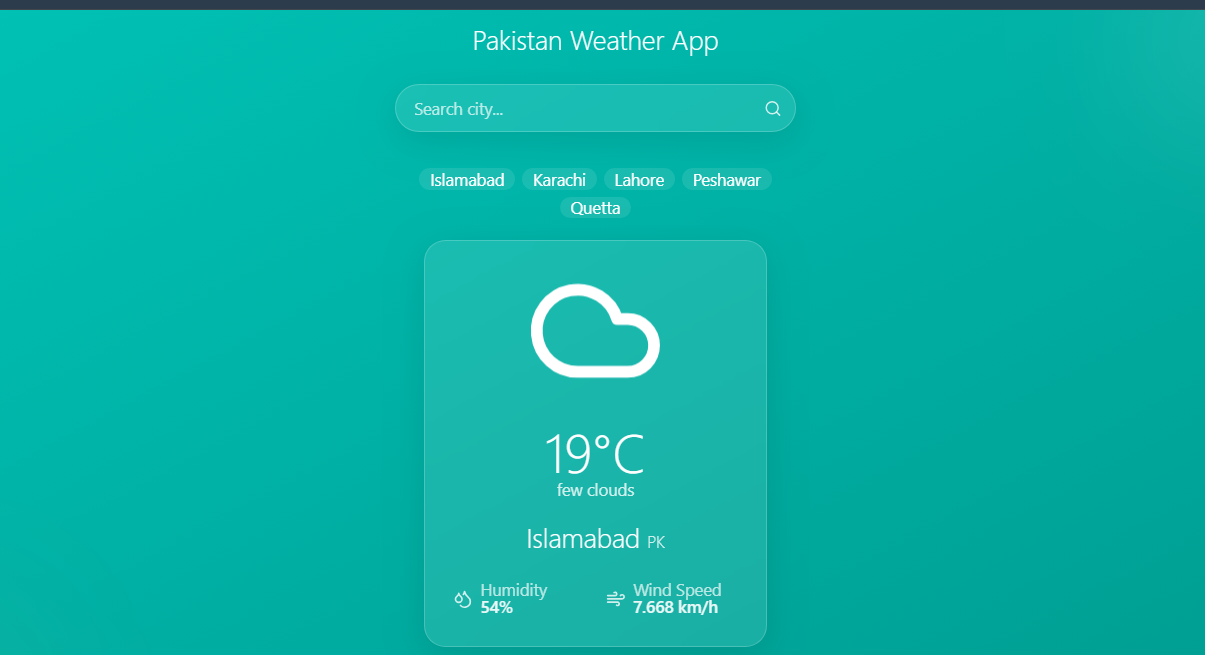 Pakistan Weather App
Search city...
Islamabad Karachi Lahore Peshawar
Quetta
19°C
few clouds
Islamabad PK
Humidity Wind Speed
54% 7.668 km/h